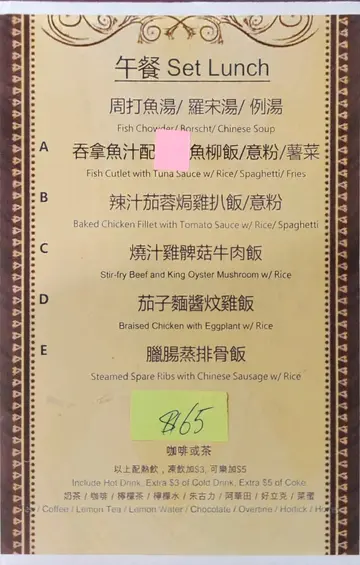 午餐 Set Lunch
周打魚湯/ 羅宋湯/ 例湯
Fish Chowder/Borscht/ Chinese Soup
A 吞拿魚汁配 魚柳飯/意粉/薯菜
Fish Cutlet with Tuna Sauce w/ Rice/ Spaghetti/ Fries
B 辣汁茄蓉焗雞扒飯/意粉
Baked Chicken Fillet with Tomato Sauce w/ Rice/ Spaghetti
C 燒汁雞髀菇牛肉飯
Stir-fry Beef and King Oyster Mushroom w/ Rice
D 茄子麵醬炆雞飯
Braised Chicken with Eggplant w/ Rice
E 臘腸蒸排骨飯
Steamed Spare Ribs with Chinese Sausage w/ Rice
$165
咖啡或茶
以上配熱飲，凍飲加$3, 可樂加$5
Include Hot Drink, Extra $3 of Cold Drink, Extra $5 of Coke
奶茶 / 咖啡 / 檸檬茶 / 檸檬水 / 朱古力 / 阿華田 / 好立克 / 菜蜜
/ Coffee / Lemon Tea / Lemon Water / Chocolate / Overtine / Horlick /